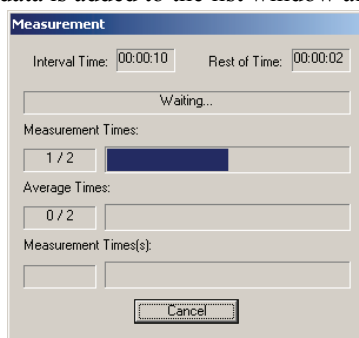 Measurement
Interval Time: 00:00:10 Rest of Time: 00:00:02
Waiting...
Measurement Times:
1 / 2
Average Times:
0 / 2
Measurement Times(s):
Cancel